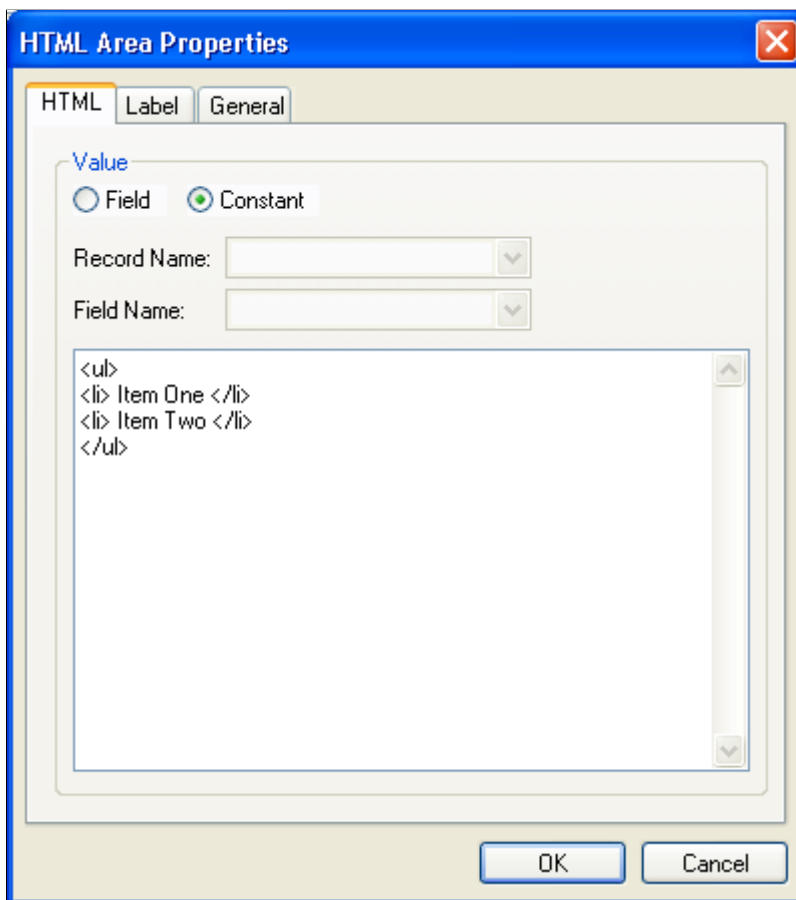 HTML Area Properties
HTML Label General
Value
Field Constant
Record Name:
Field Name:
<ul>
<li> Item One </li>
<li> Item Two </li>
</ul>
OK Cancel